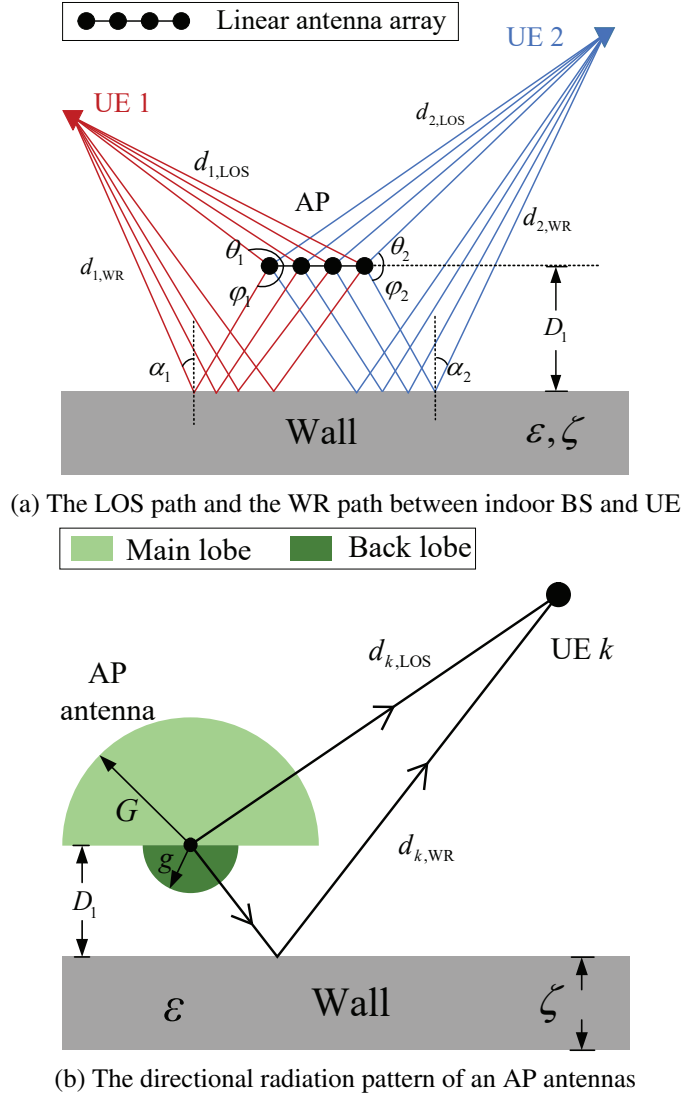 Linear antenna array
UE 1
UE 2
d₁,LOS
d₂,LOS
AP
d₁,WR
d₂,WR
θ₁
θ₂
φ₁
φ₂
D₁
α₁
α₂
Wall
ε, ζ
(a) The LOS path and the WR path between indoor BS and UE
Main lobe
Back lobe
UE k
dₖ,LOS
AP
antenna
G
g
dₖ,WR
D₁
ε
Wall
ζ
(b) The directional radiation pattern of an AP antennas